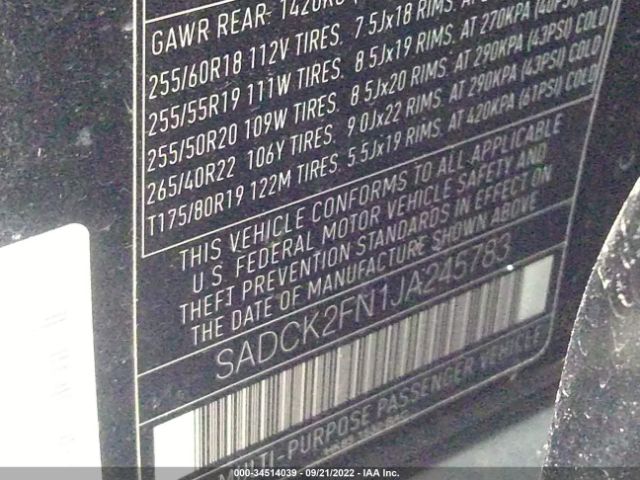 GAWR REAR- 1420KG
255/60R18 112V TIRES. 7.5Jx18 RIMS. AT 270KPA (40PSI) COLD
255/55R19 111W TIRES. 8.5Jx19 RIMS. AT 290KPA (43PSI) COLD
255/50R20 109W TIRES. 8.5Jx20 RIMS. AT 290KPA (43PSI) COLD
265/40R22 106Y TIRES. 9.0Jx22 RIMS. AT 290KPA (43PSI) COLD
T175/80R19 122M TIRES. 5.5Jx19 RIMS. AT 420KPA (61PSI) COLD
THIS VEHICLE CONFORMS TO ALL APPLICABLE
U S FEDERAL MOTOR VEHICLE SAFETY AND
THEFT PREVENTION STANDARDS IN EFFECT ON
THE DATE OF MANUFACTURE SHOWN ABOVE
SADCK2FN1JA245783
MULTI-PURPOSE PASSENGER VEHICLE
000-34514039 - 09/21/2022 - IAA Inc.